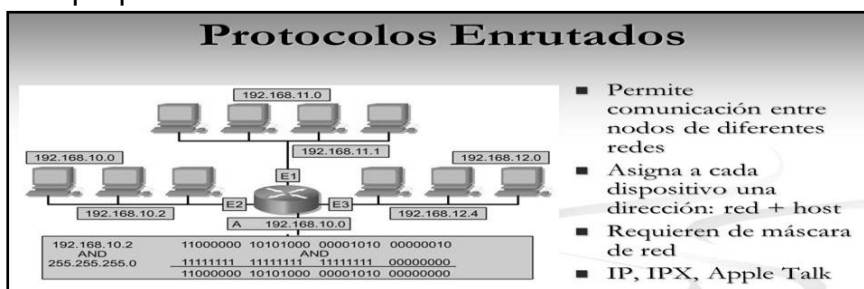 Protocolos Enrutados
192.168.11.0
192.168.11.1
192.168.10.0
192.168.12.0
E1
E2
E3
192.168.10.2
192.168.12.4
A 192.168.10.0
192.168.10.2 11000000 10101000 00001010 00000010
AND AND
255.255.255.0 11111111 11111111 11111111 00000000
11000000 10101000 00001010 00000000
■ Permite
comunicación entre
nodos de diferentes
redes
■ Asigna a cada
dispositivo una
dirección: red + host
■ Requieren de máscara
de red
■ IP, IPX, Apple Talk